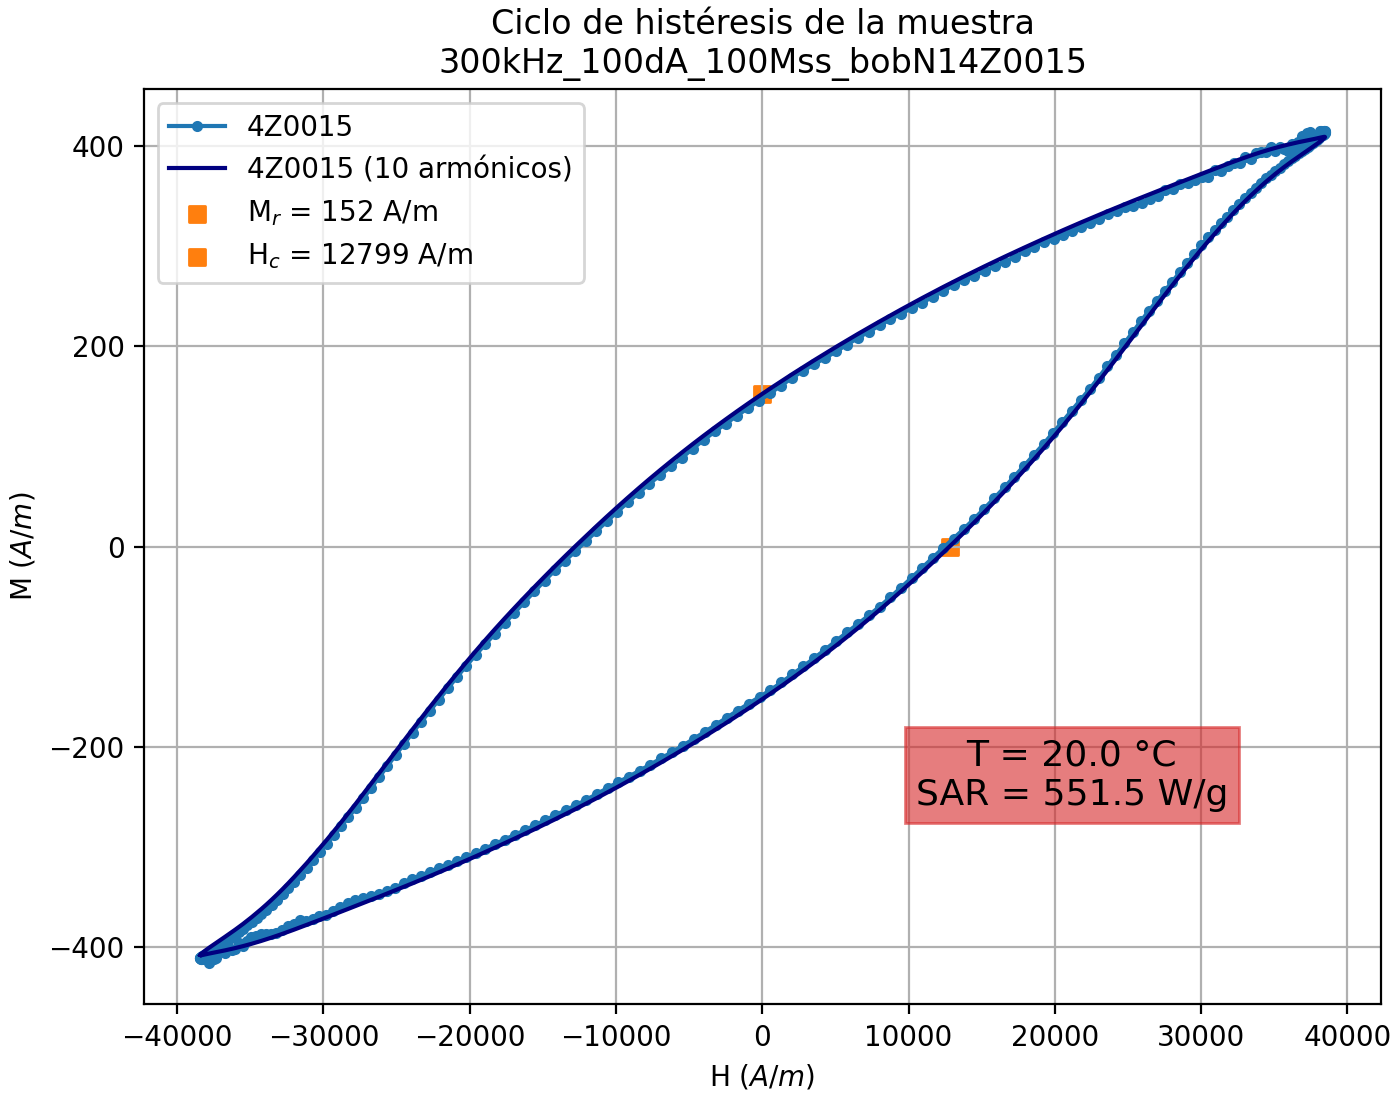 Ciclo de histéresis de la muestra
300kHz_100dA_100Mss_bobN14Z0015
4Z0015
4Z0015 (10 armónicos)
Mᵣ = 152 A/m
H꜀ = 12799 A/m
400
200
0
−200
−400
M (A/m)
T = 20.0 °C
SAR = 551.5 W/g
−40000 −30000 −20000 −10000 0 10000 20000 30000 40000
H (A/m)